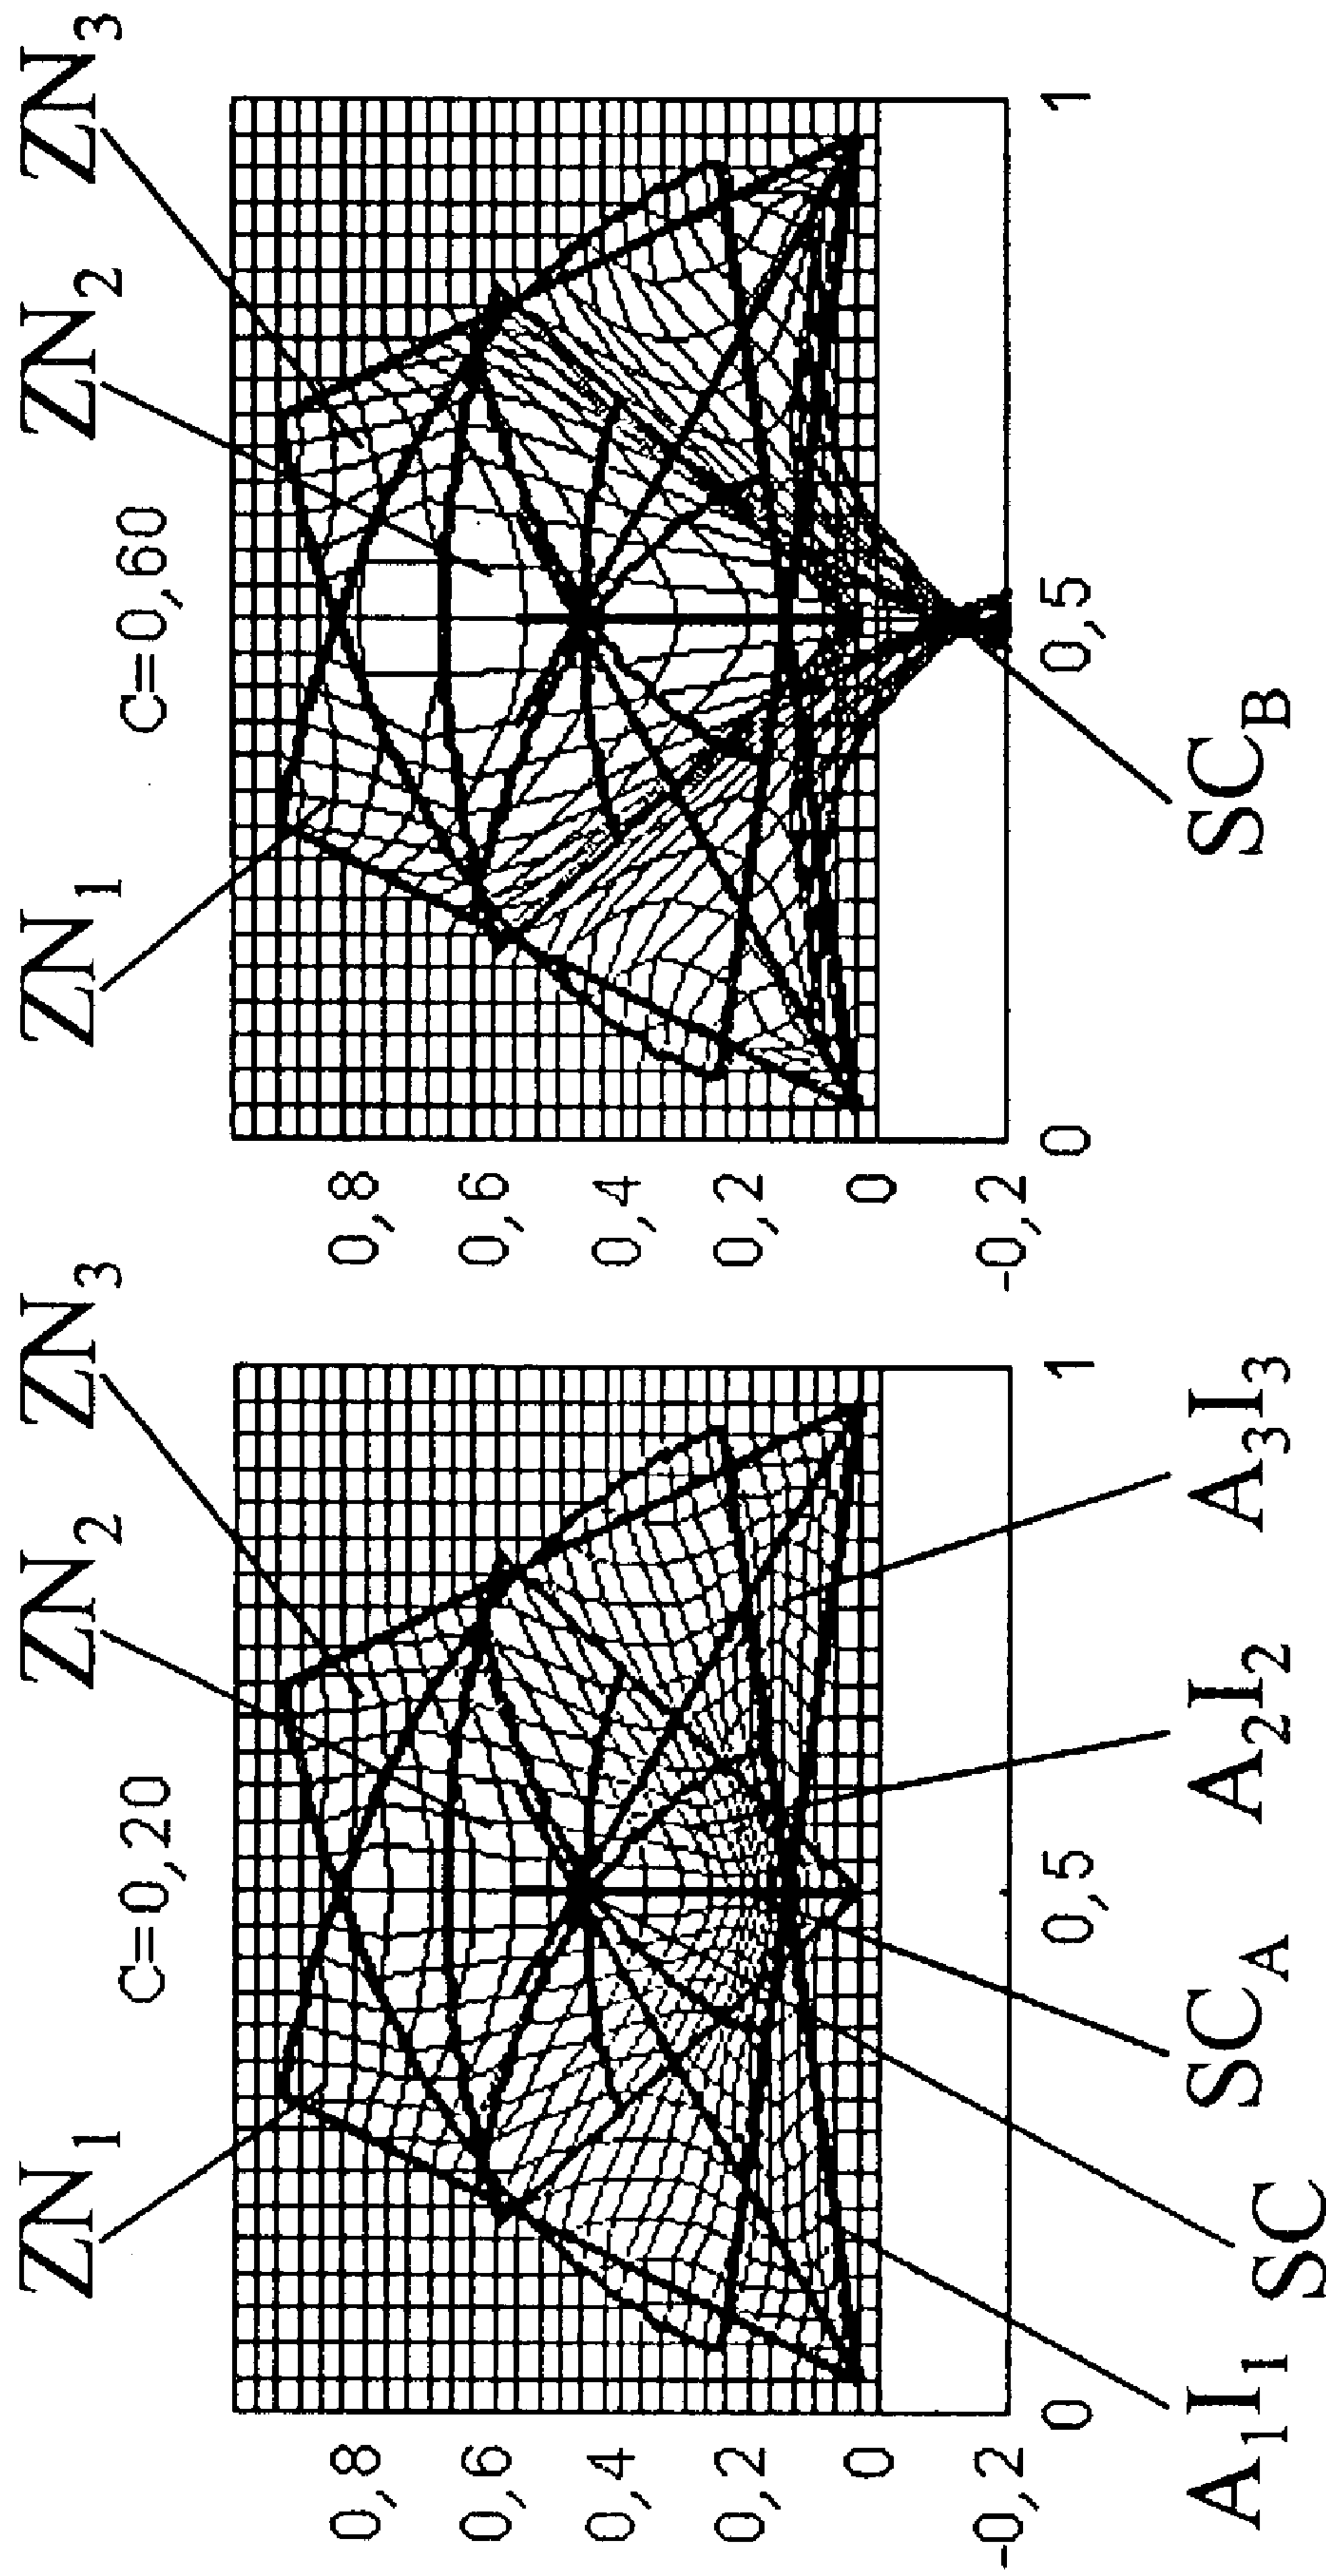 ZN1 ZN2 ZN3 ZN1 ZN2 ZN3
C=0,20 C=0,60
0,8 0,8
0,6 0,6
0,4 0,4
0,2 0,2
0 0
-0,2 -0,2
0 0,5 1 0 0,5 1
A1I1 SC SCA A2I2 A3I3 SCB